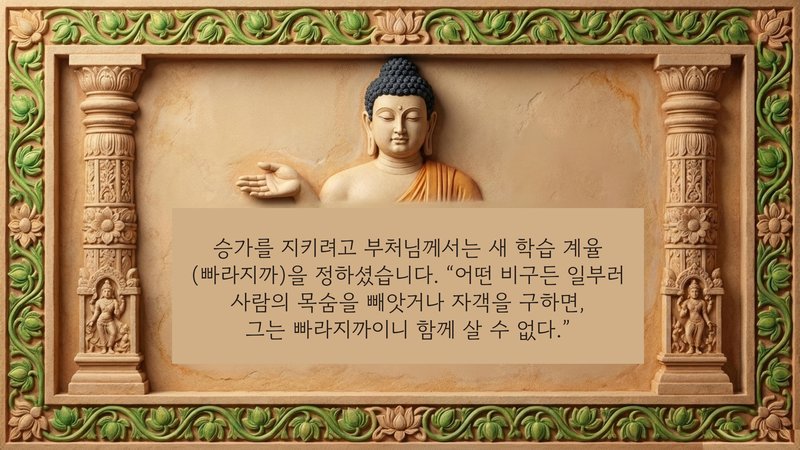 승가를 지키려고 부처님께서는 새 학습 계율
(빠라지까)을 정하셨습니다. “어떤 비구든 일부러
사람의 목숨을 빼앗거나 자객을 구하면,
그는 빠라지까이니 함께 살 수 없다.”